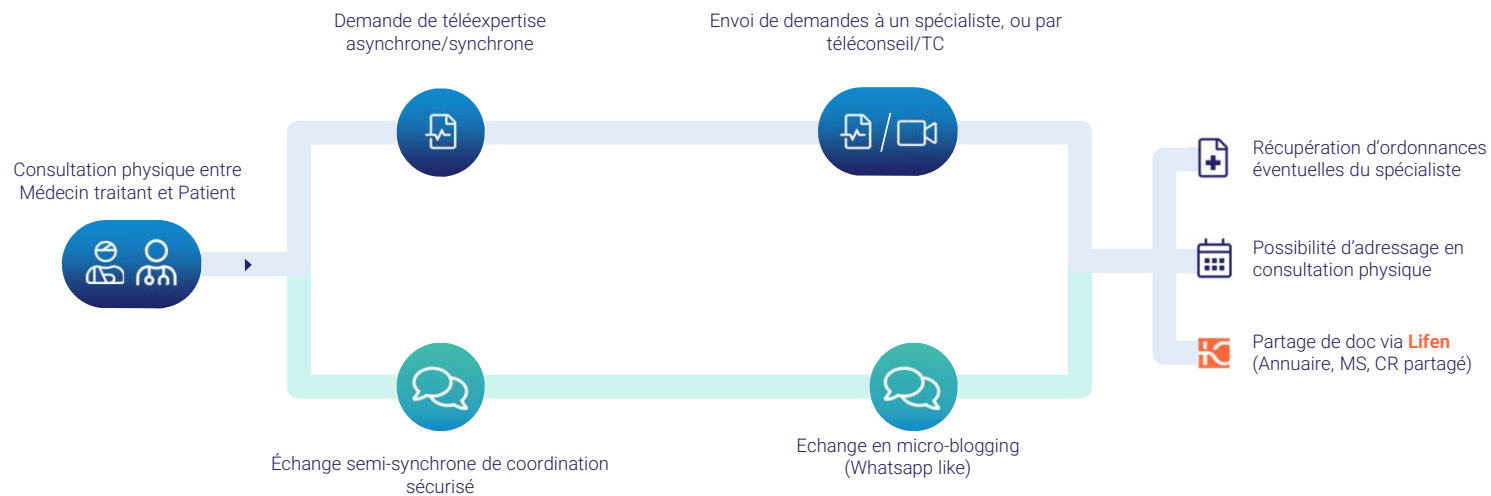 Demande de téléexpertise
asynchrone/synchrone
Envoi de demandes à un spécialiste, ou par
téléconseil/TC
Consultation physique entre
Médecin traitant et Patient
Récupération d'ordonnances
éventuelles du spécialiste
Possibilité d'adressage en
consultation physique
Partage de doc via Lifen
(Annuaire, MS, CR partagé)
Échange semi-synchrone de coordination
sécurisé
Echange en micro-blogging
(Whatsapp like)